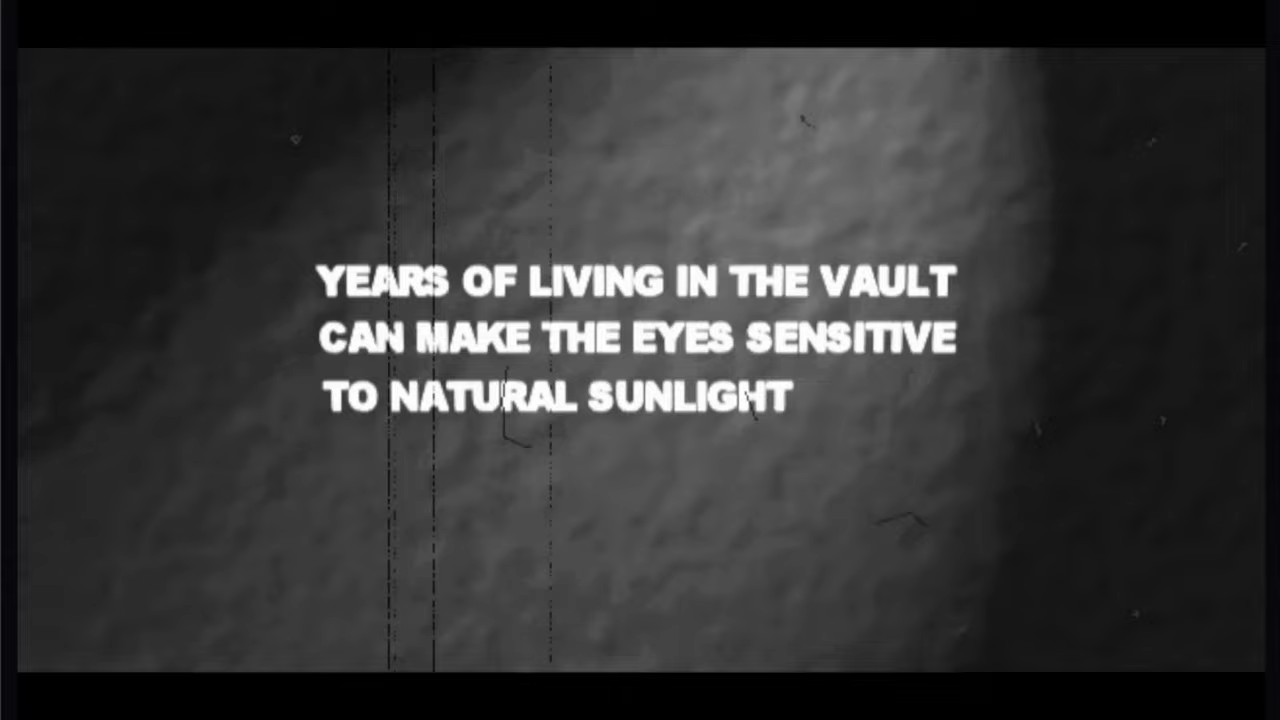 YEARS OF LIVING IN THE VAULT
CAN MAKE THE EYES SENSITIVE
TO NATURAL SUNLIGHT